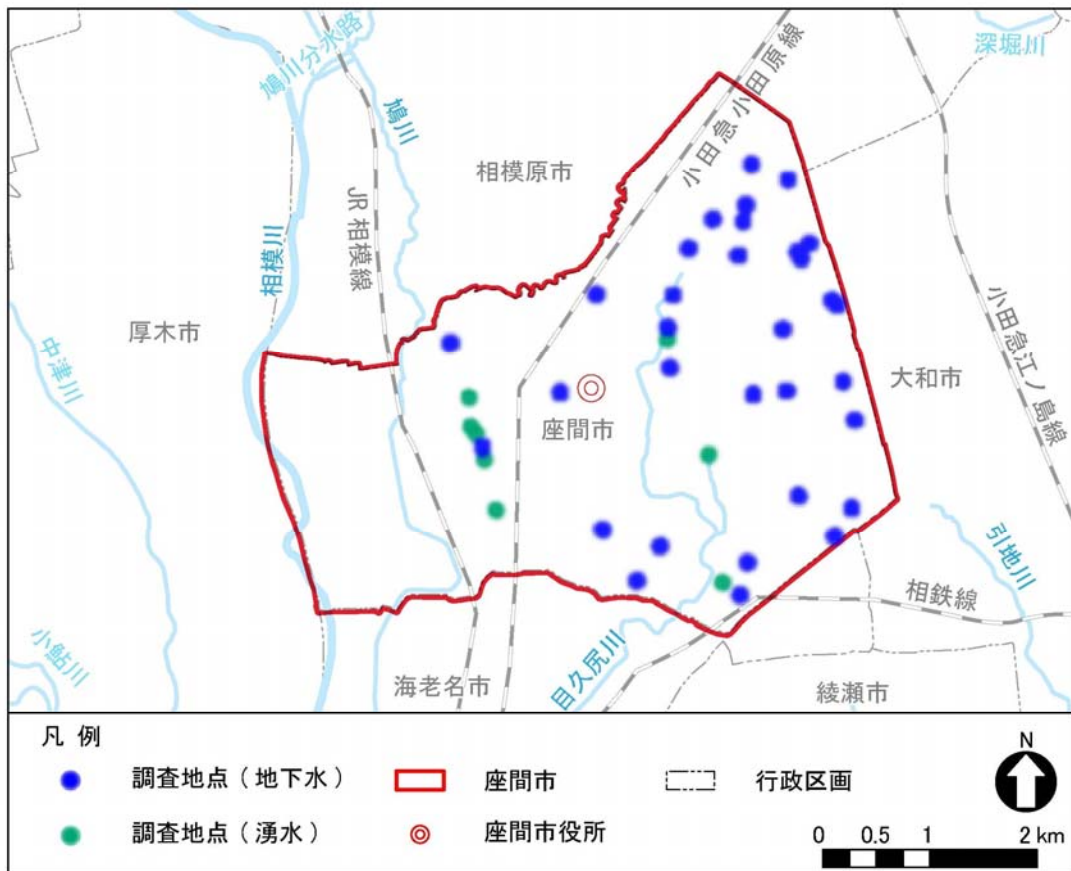 深堀川
鳩川分水路
鳩川
小田急小田原線
相模原市
JR相模線
相模川
厚木市
中津川
小田急江ノ島線
大和市
座間市
引地川
相鉄線
小鮎川
海老名市
目久尻川
綾瀬市
凡 例
調査地点（地下水）
座間市
行政区画
N
調査地点（湧水）
座間市役所
0 0.5 1 2 km